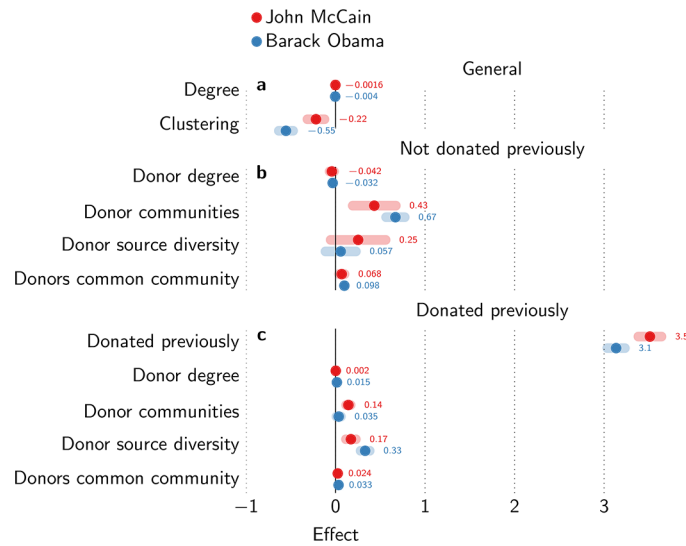 John McCain
Barack Obama
a General
Degree −0.0016
−0.004
Clustering −0.22
−0.55
Not donated previously
b
Donor degree −0.042
−0.032
Donor communities 0.43
0.67
Donor source diversity 0.25
0.057
Donors common community 0.068
0.098
Donated previously
c
Donated previously 3.5
3.1
Donor degree 0.002
0.015
Donor communities 0.14
0.035
Donor source diversity 0.17
0.33
Donors common community 0.024
0.033
−1 0 1 2 3
Effect